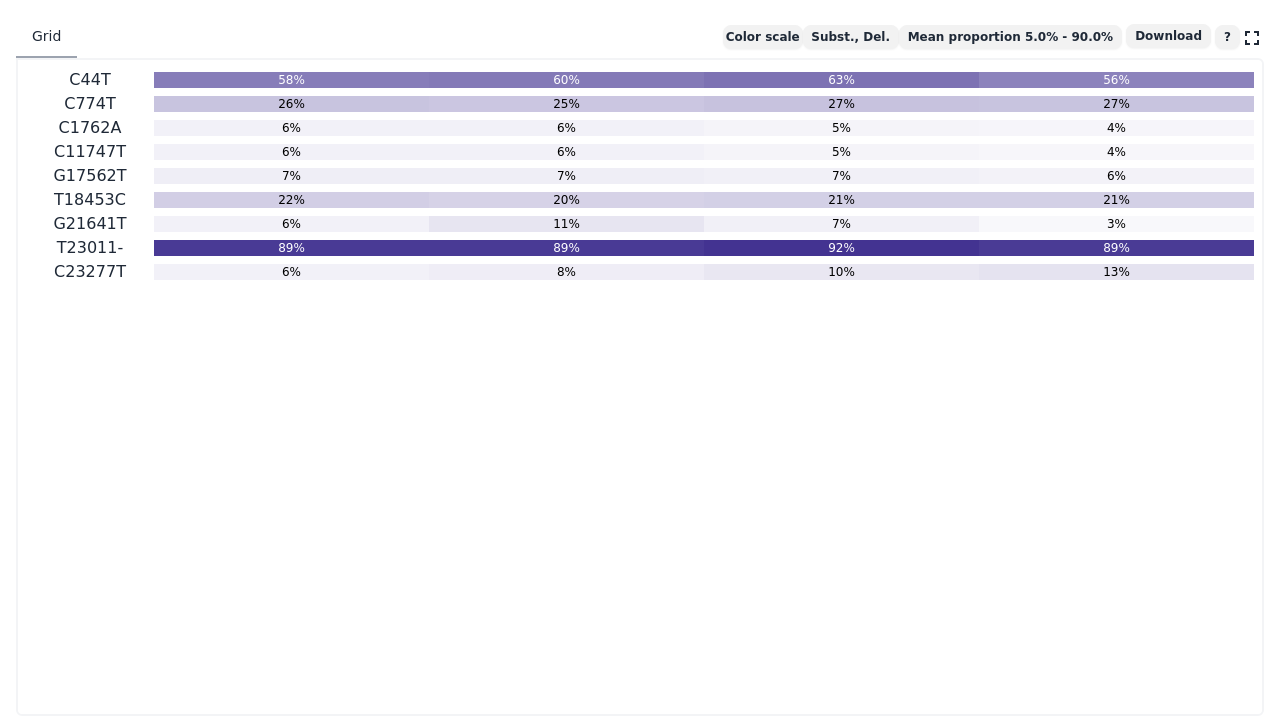 Grid Color scale Subst., Del. Mean proportion 5.0% - 90.0% Download ?
C44T 58% 60% 63% 56%
C774T 26% 25% 27% 27%
C1762A 6% 6% 5% 4%
C11747T 6% 6% 5% 4%
G17562T 7% 7% 7% 6%
T18453C 22% 20% 21% 21%
G21641T 6% 11% 7% 3%
T23011- 89% 89% 92% 89%
C23277T 6% 8% 10% 13%